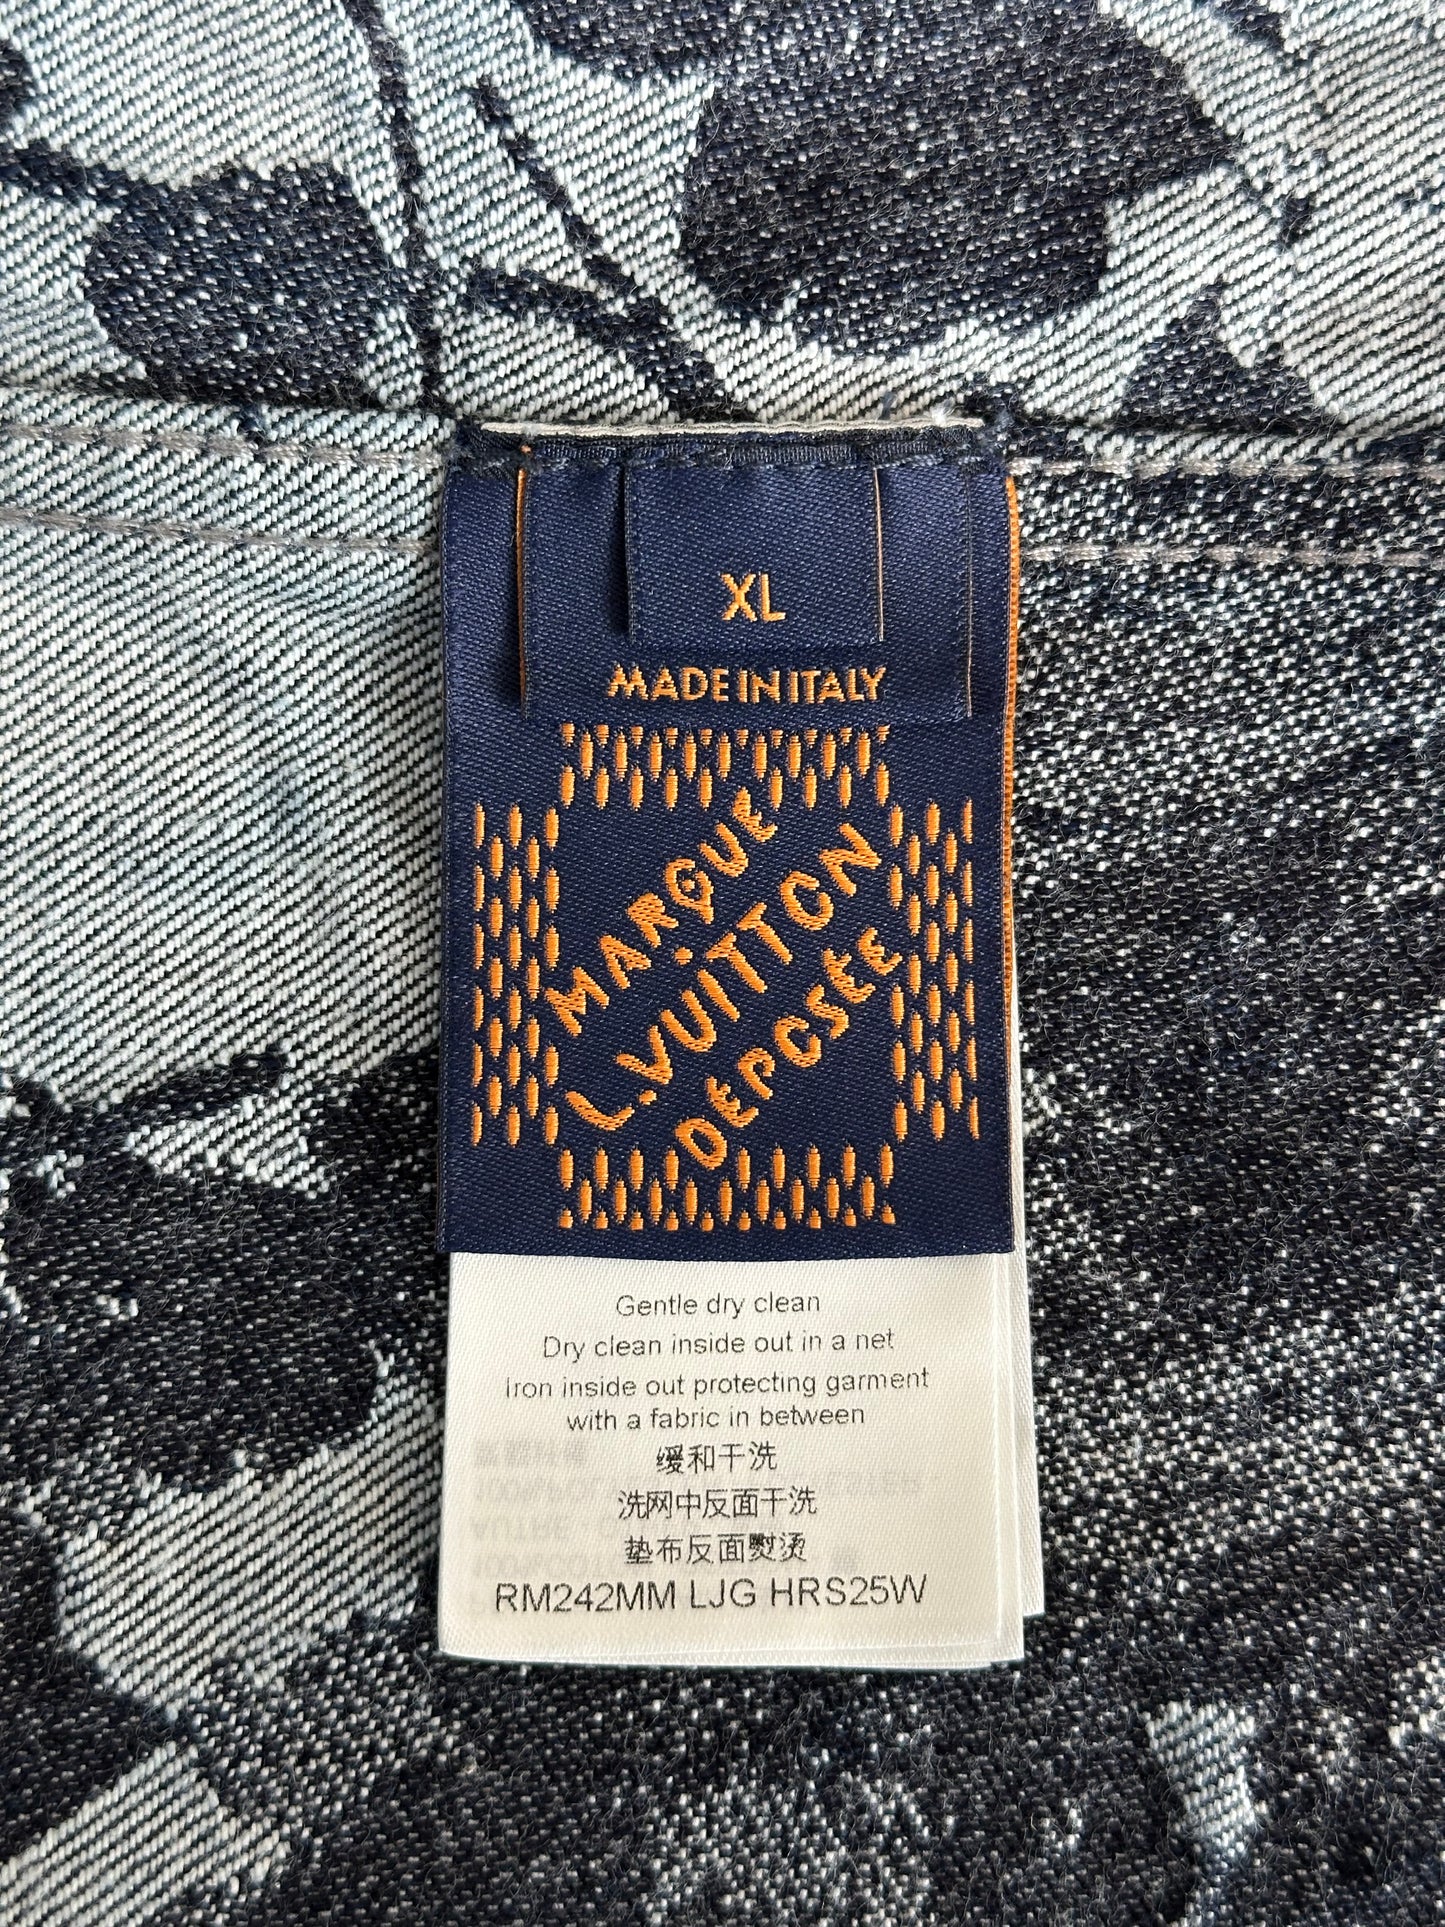 XL
MADE IN ITALY
MARQUE
L.VUITTON
DEPOSEE
Gentle dry clean
Dry clean inside out in a net
Iron inside out protecting garment
with a fabric in between
缓和干洗
洗网中反面干洗
垫布反面熨烫
RM242MM LJG HRS25W